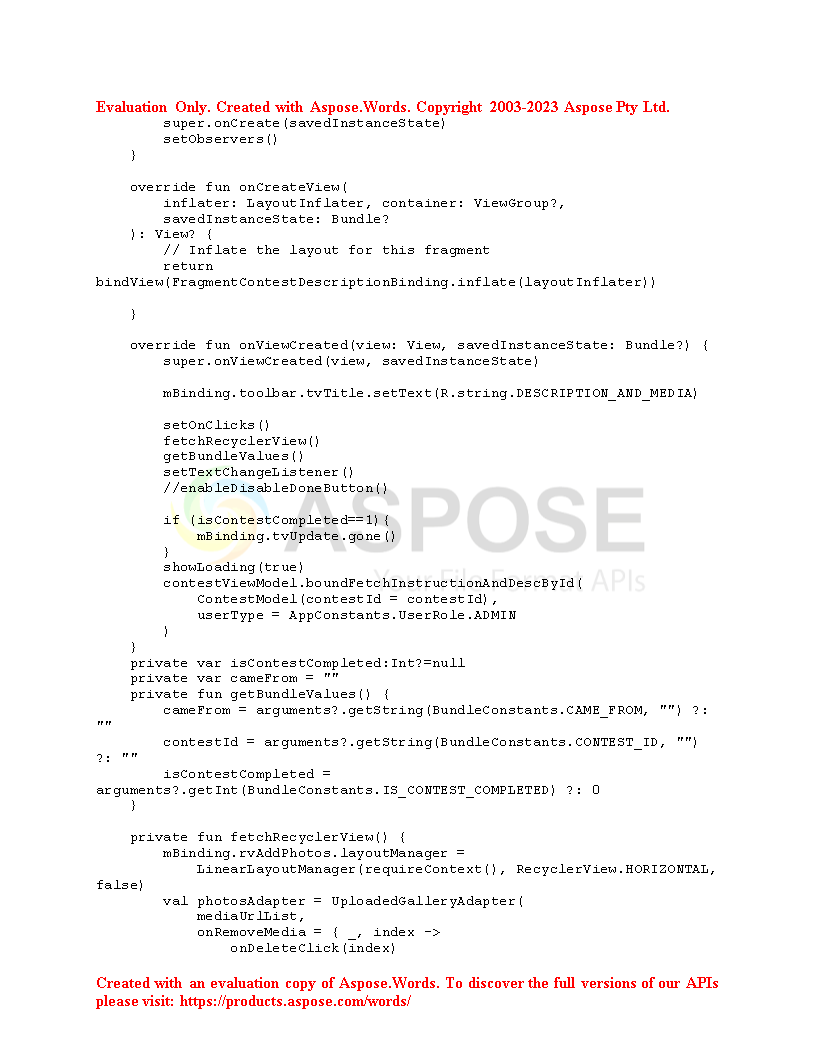 Evaluation Only. Created with Aspose.Words. Copyright 2003-2023 Aspose Pty Ltd.
        super.onCreate(savedInstanceState)
        setObservers()
    }

    override fun onCreateView(
        inflater: LayoutInflater, container: ViewGroup?,
        savedInstanceState: Bundle?
    ): View? {
        // Inflate the layout for this fragment
        return
bindView(FragmentContestDescriptionBinding.inflate(layoutInflater))

    }

    override fun onViewCreated(view: View, savedInstanceState: Bundle?) {
        super.onViewCreated(view, savedInstanceState)

        mBinding.toolbar.tvTitle.setText(R.string.DESCRIPTION_AND_MEDIA)

        setOnClicks()
        fetchRecyclerView()
        getBundleValues()
        setTextChangeListener()
        //enableDisableDoneButton()

        if (isContestCompleted==1){
            mBinding.tvUpdate.gone()
        }
ASPOSE
        showLoading(true)
        contestViewModel.boundFetchInstructionAndDescById(
Your File Format APIs
            ContestModel(contestId = contestId),
            userType = AppConstants.UserRole.ADMIN
        )
    }
    private var isContestCompleted:Int?=null
    private var cameFrom = ""
    private fun getBundleValues() {
        cameFrom = arguments?.getString(BundleConstants.CAME_FROM, "") ?:
""
        contestId = arguments?.getString(BundleConstants.CONTEST_ID, "")
?: ""
        isContestCompleted =
arguments?.getInt(BundleConstants.IS_CONTEST_COMPLETED) ?: 0
    }

    private fun fetchRecyclerView() {
        mBinding.rvAddPhotos.layoutManager =
            LinearLayoutManager(requireContext(), RecyclerView.HORIZONTAL,
false)
        val photosAdapter = UploadedGalleryAdapter(
            mediaUrlList,
            onRemoveMedia = { _, index ->
                onDeleteClick(index)

Created with an evaluation copy of Aspose.Words. To discover the full versions of our APIs
please visit: https://products.aspose.com/words/